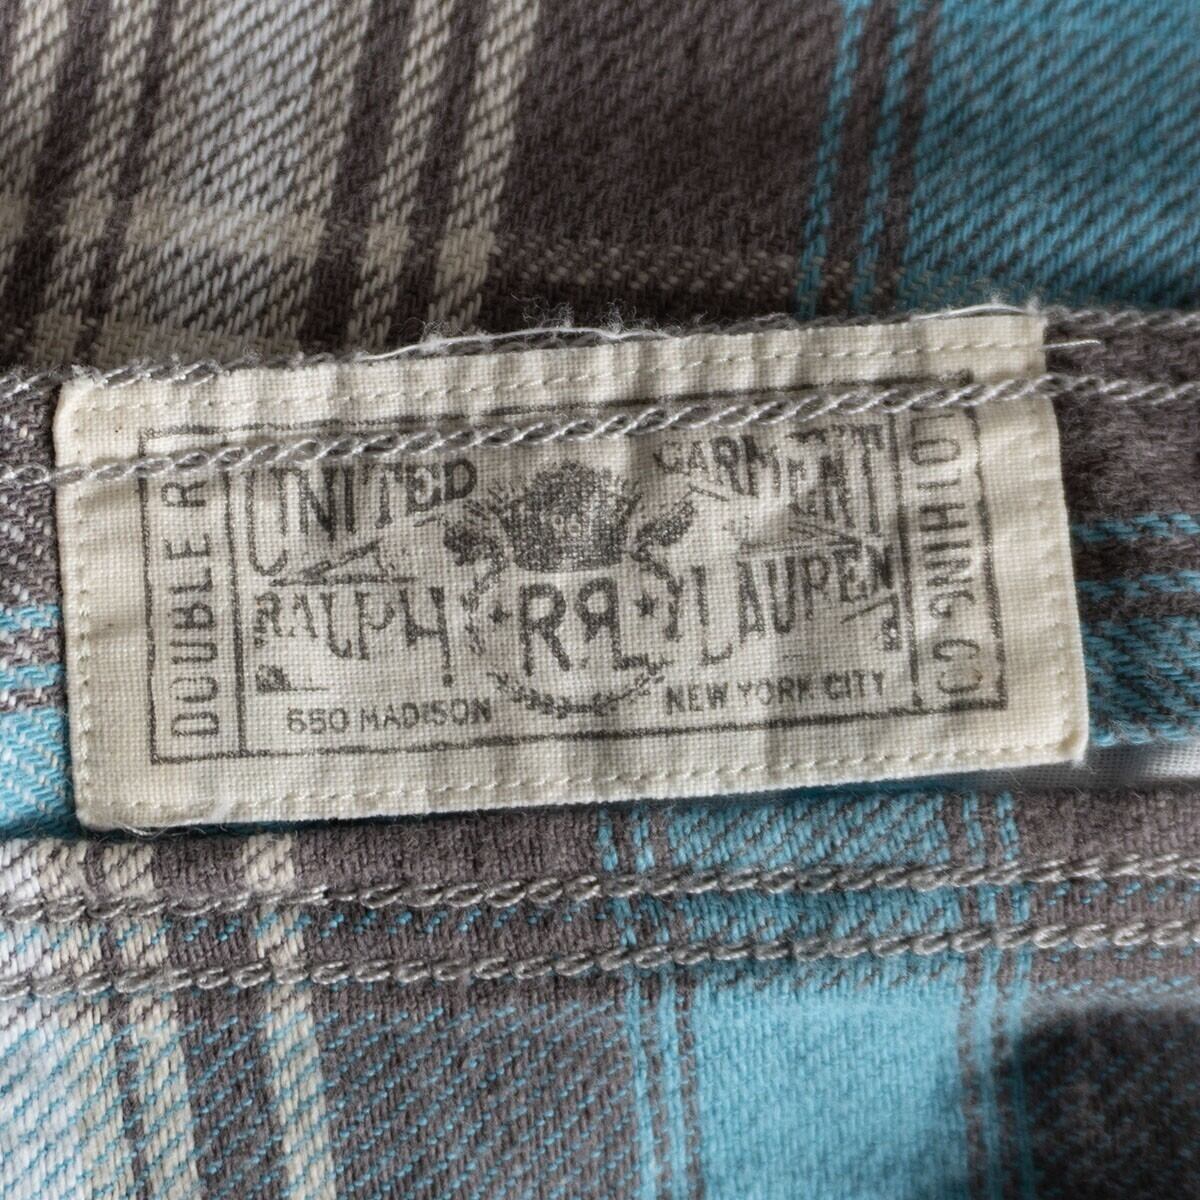 DOUBLE R
UNITED GARMENT
RALPH RRL LAUREN
650 MADISON NEW YORK CITY
CLOTHING CO